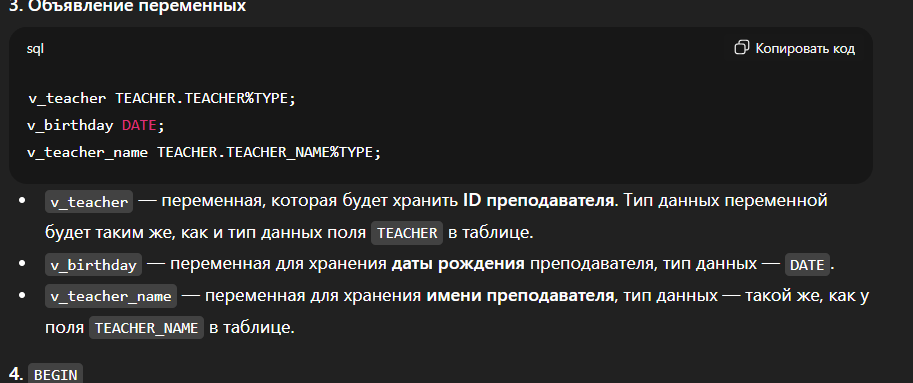 3. Объявление переменных
sql
Копировать код
v_teacher TEACHER.TEACHER%TYPE;
v_birthday DATE;
v_teacher_name TEACHER.TEACHER_NAME%TYPE;
• v_teacher — переменная, которая будет хранить ID преподавателя. Тип данных переменной
будет таким же, как и тип данных поля TEACHER в таблице.
• v_birthday — переменная для хранения даты рождения преподавателя, тип данных — DATE.
• v_teacher_name — переменная для хранения имени преподавателя, тип данных — такой же, как у
поля TEACHER_NAME в таблице.
4. BEGIN